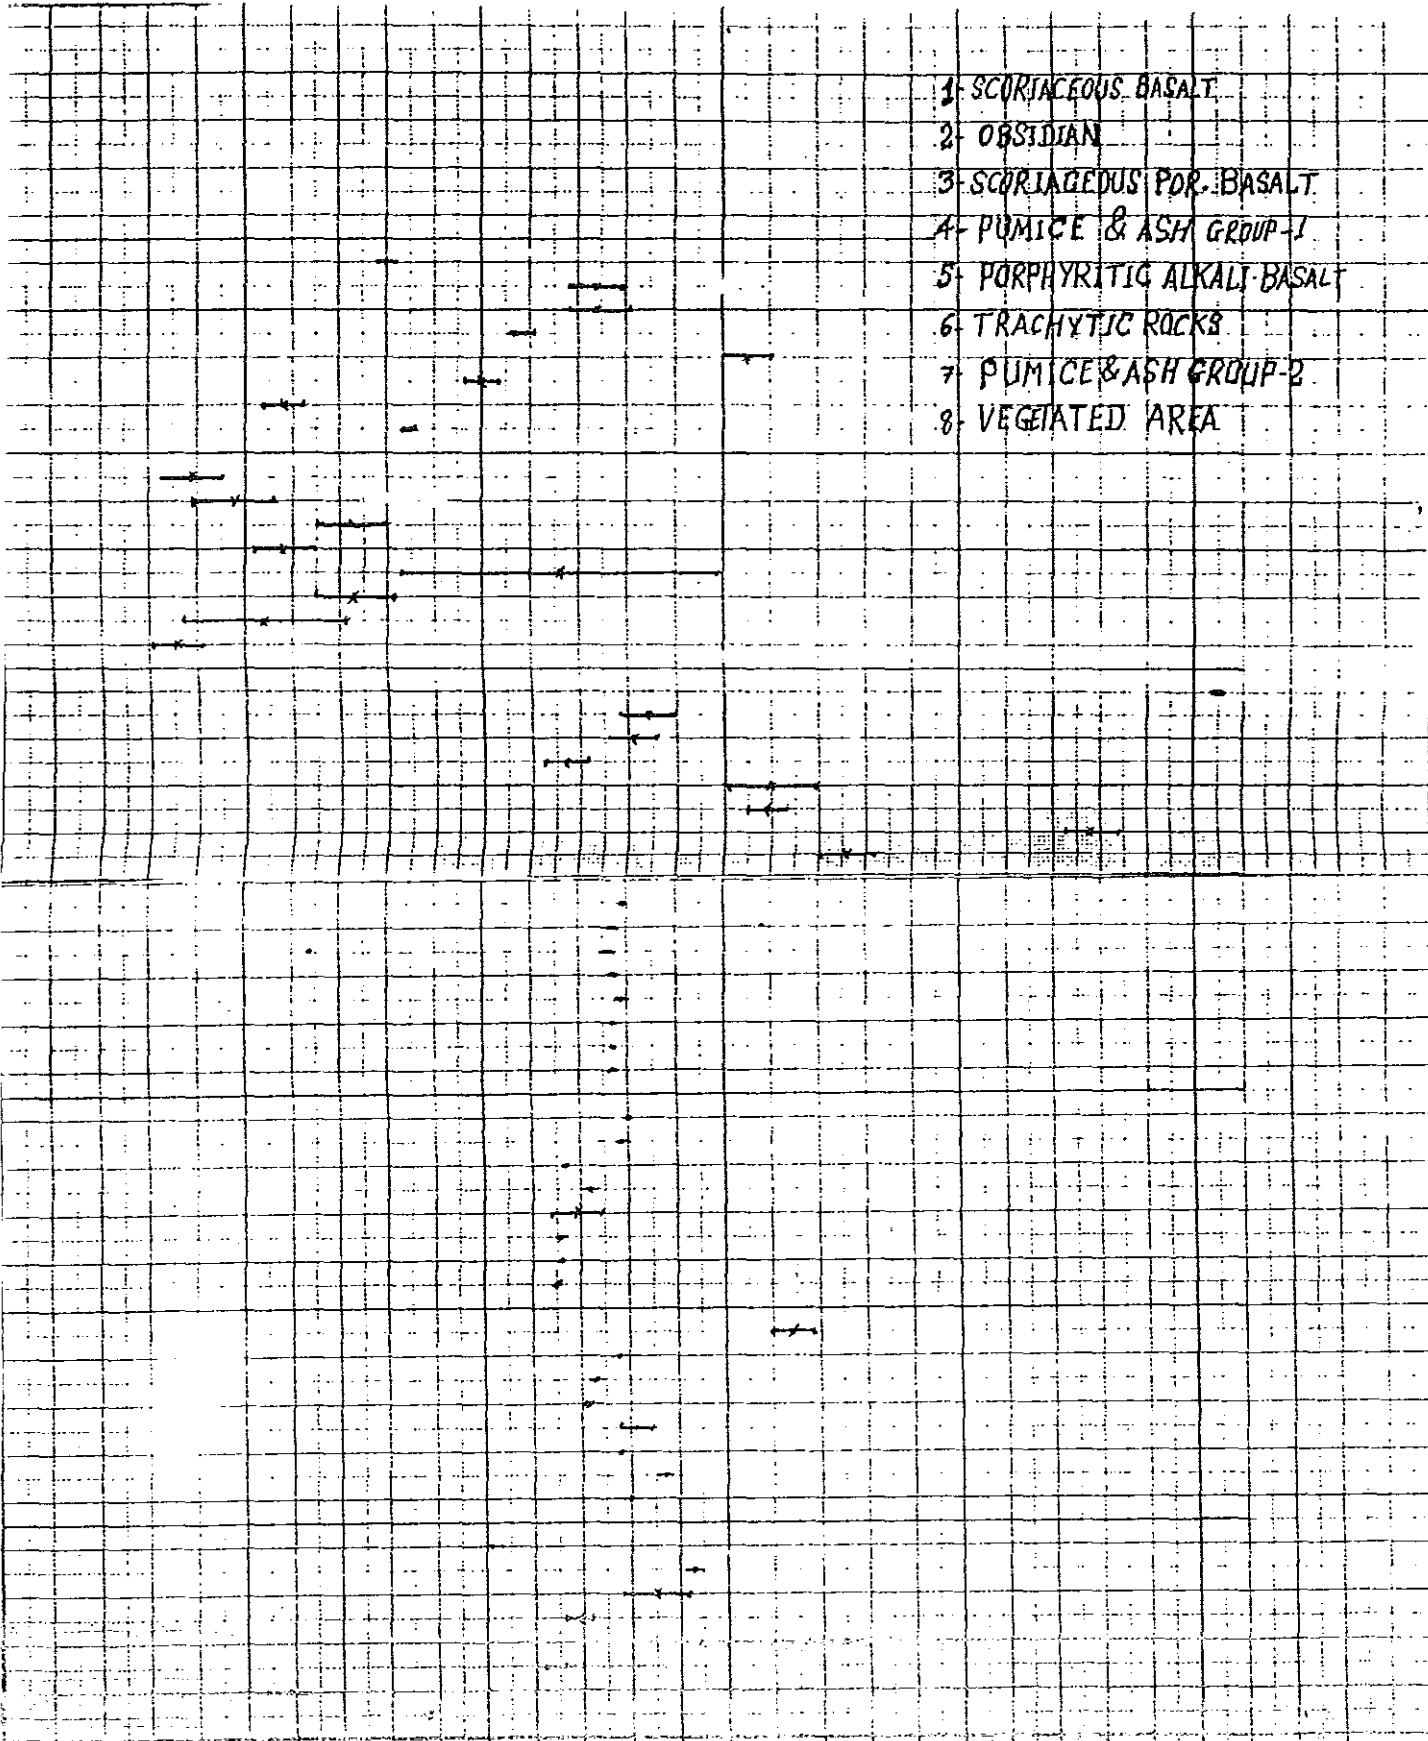 1- SCORIACEOUS BASALT
2- OBSIDIAN
3- SCORIACEOUS POR. BASALT
4- PUMICE & ASH GROUP-1
5- PORPHYRITIC ALKALI-BASALT
6- TRACHYTIC ROCKS
7- PUMICE & ASH GROUP-2
8- VEGETATED AREA